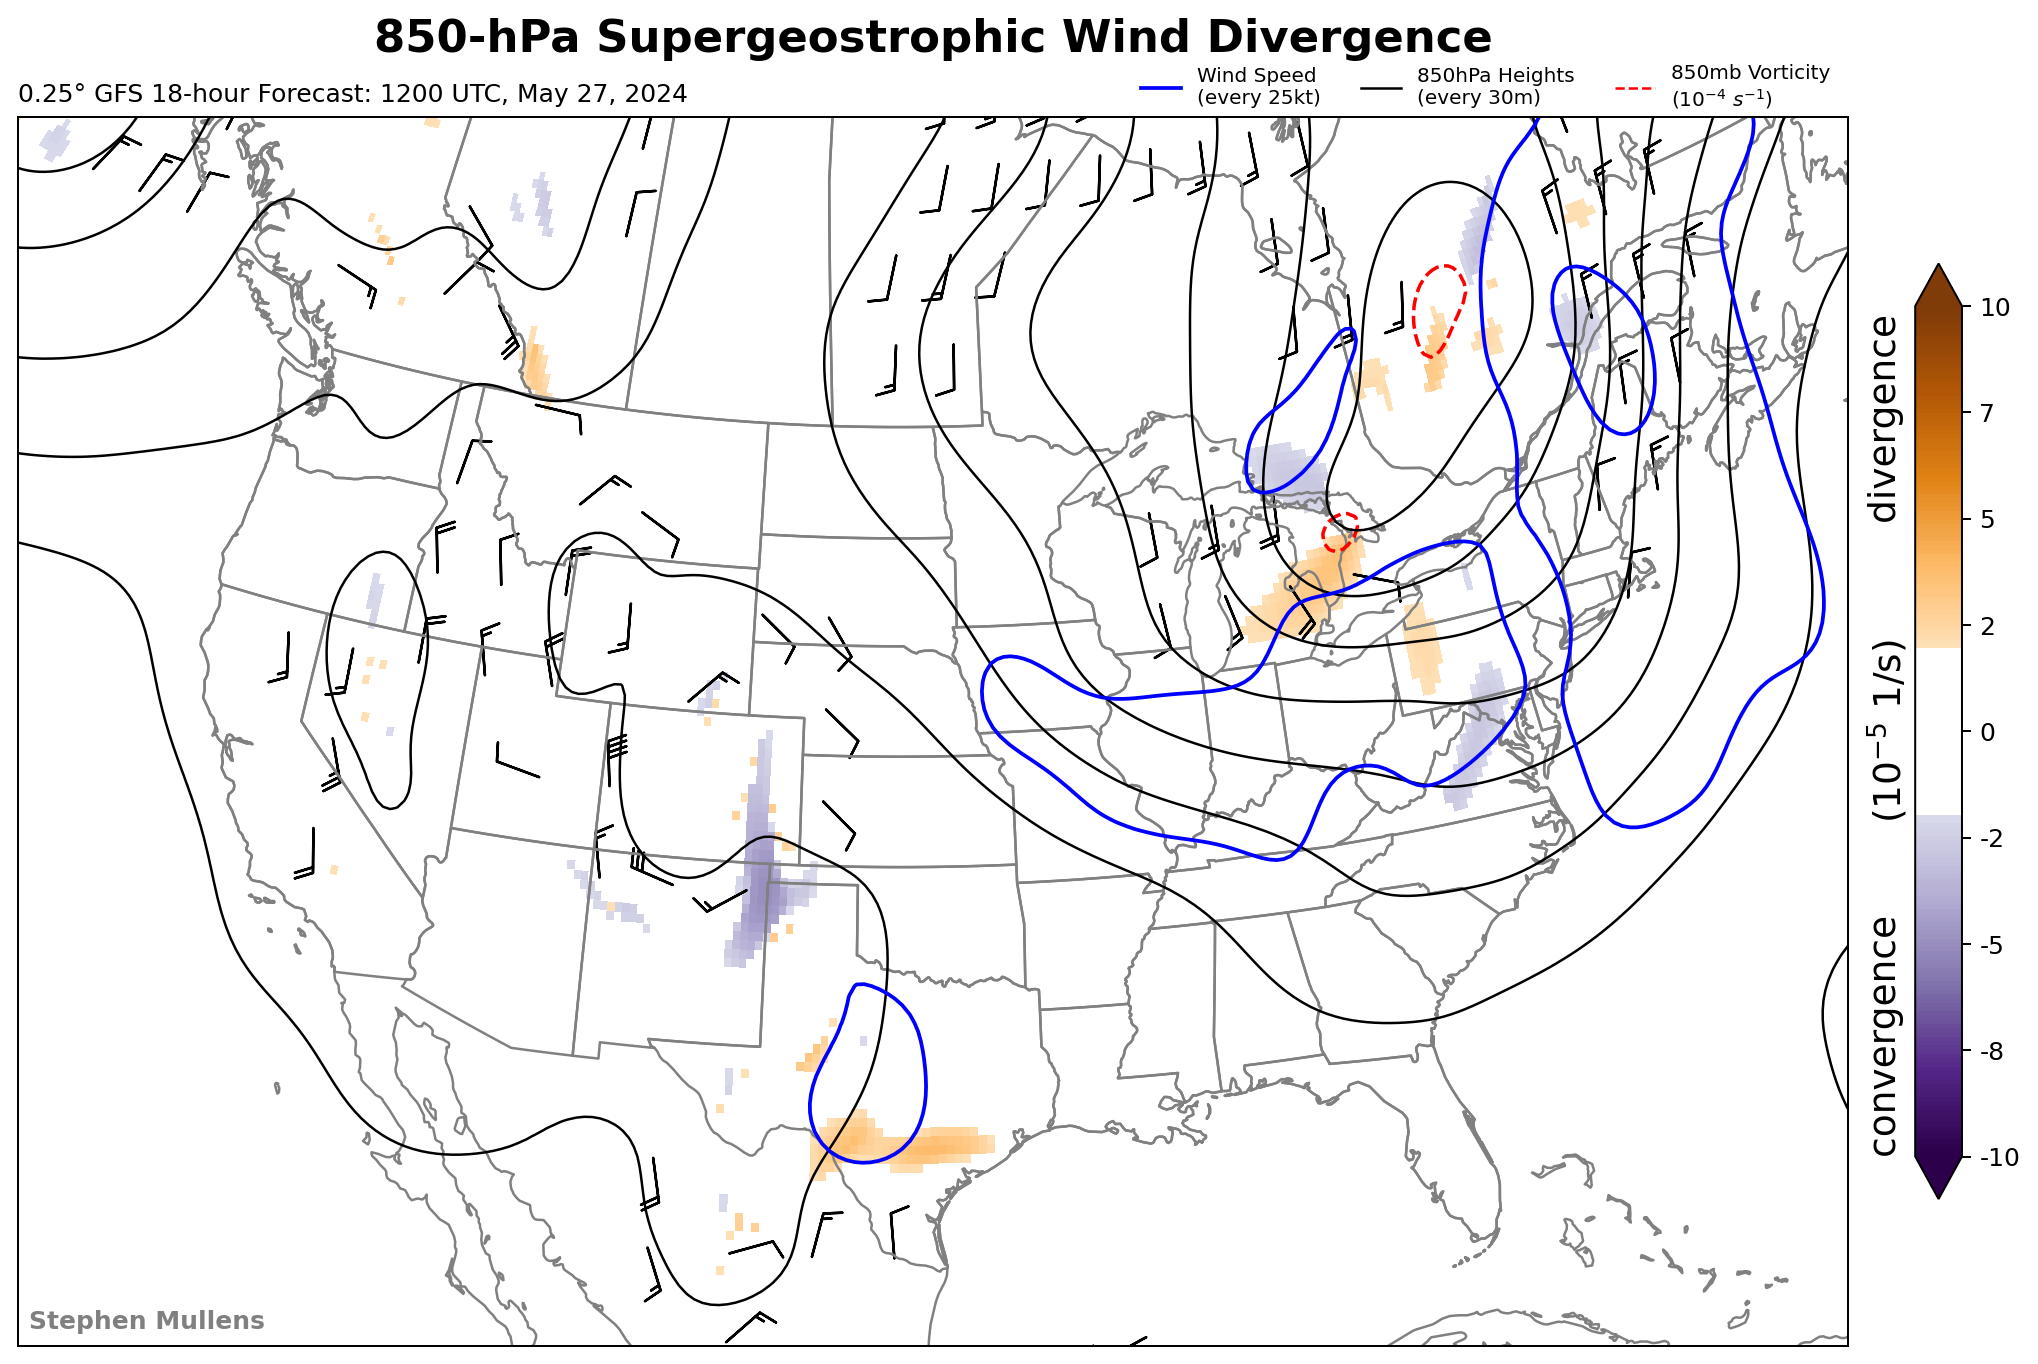 850-hPa Supergeostrophic Wind Divergence
0.25° GFS 18-hour Forecast: 1200 UTC, May 27, 2024
Wind Speed
(every 25kt)
850hPa Heights
(every 30m)
850mb Vorticity
(10⁻⁴ s⁻¹)
convergence (10⁻⁵ 1/s) divergence
10
7
5
2
0
-2
-5
-8
-10
Stephen Mullens